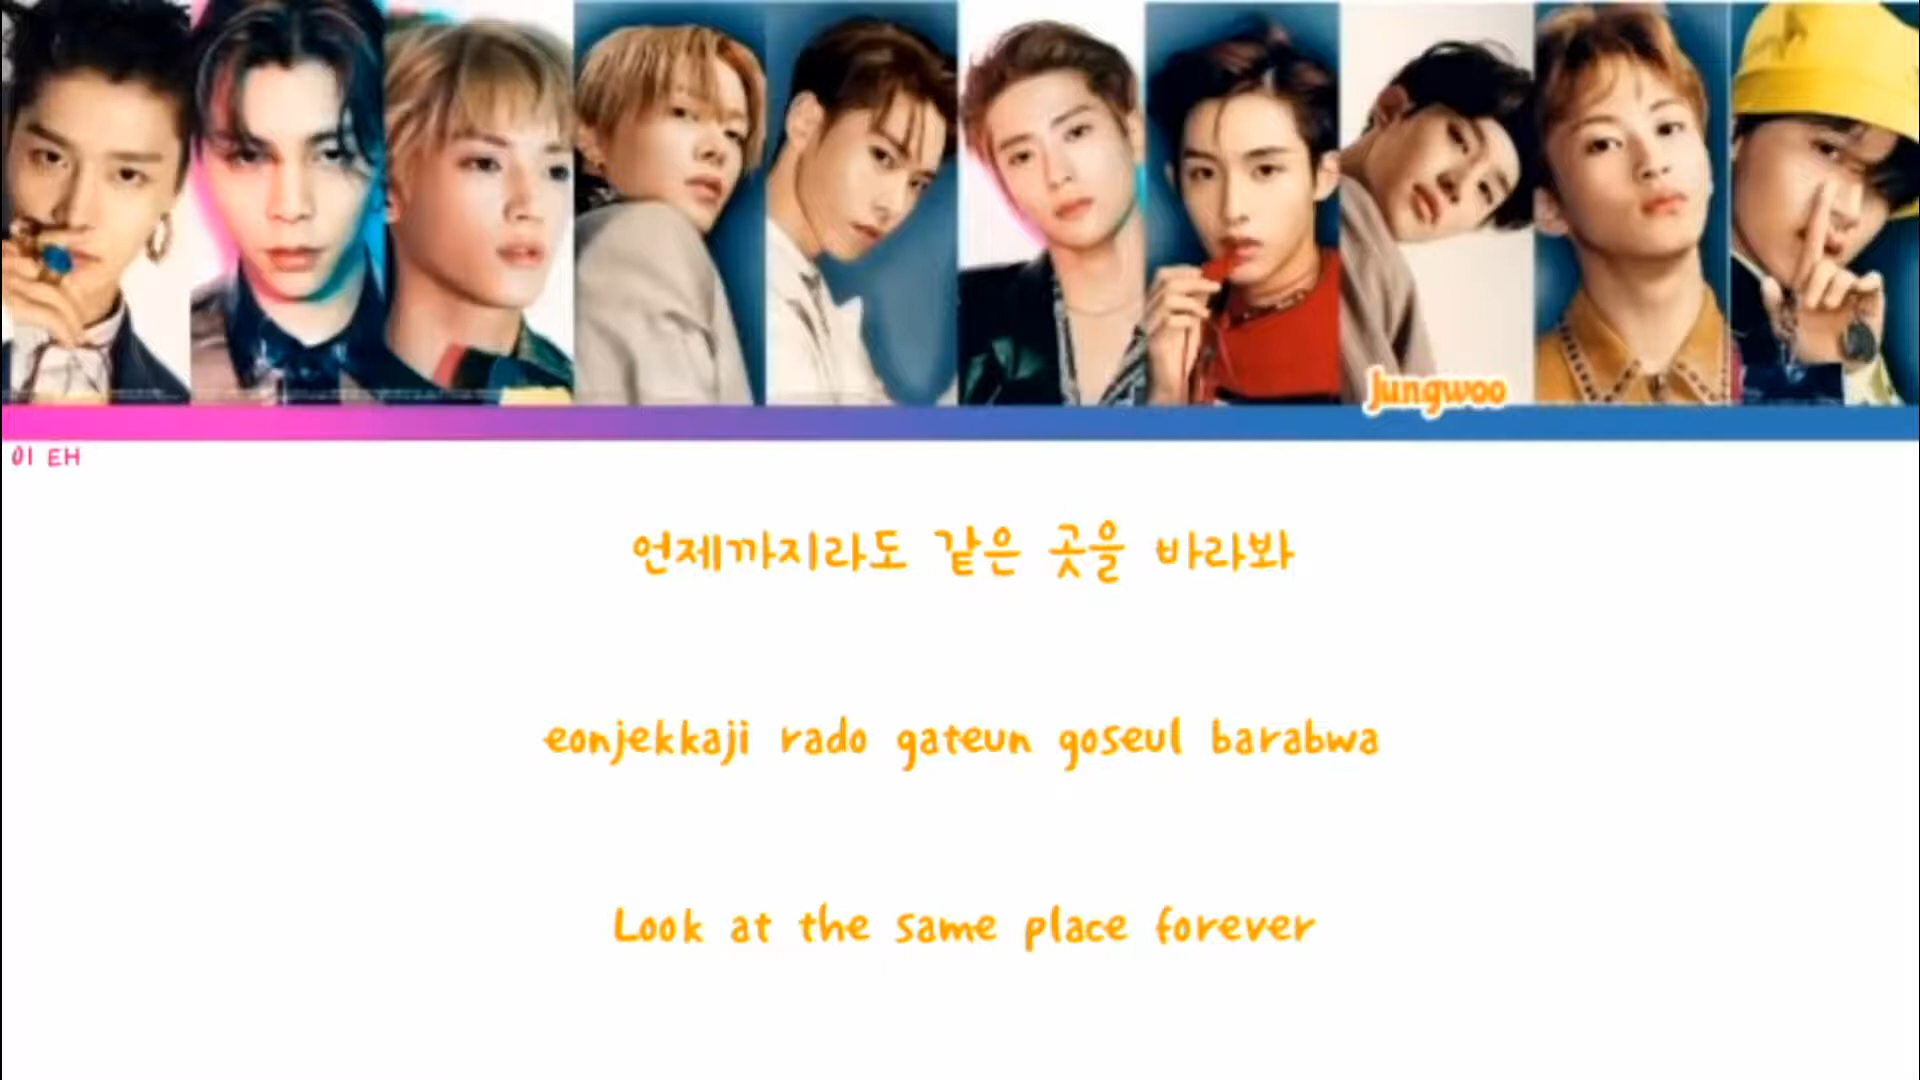 Jungwoo
이 EH
언제까지라도 같은 곳을 바라봐
eonjekkaji rado gateun goseul barabwa
Look at the same place forever